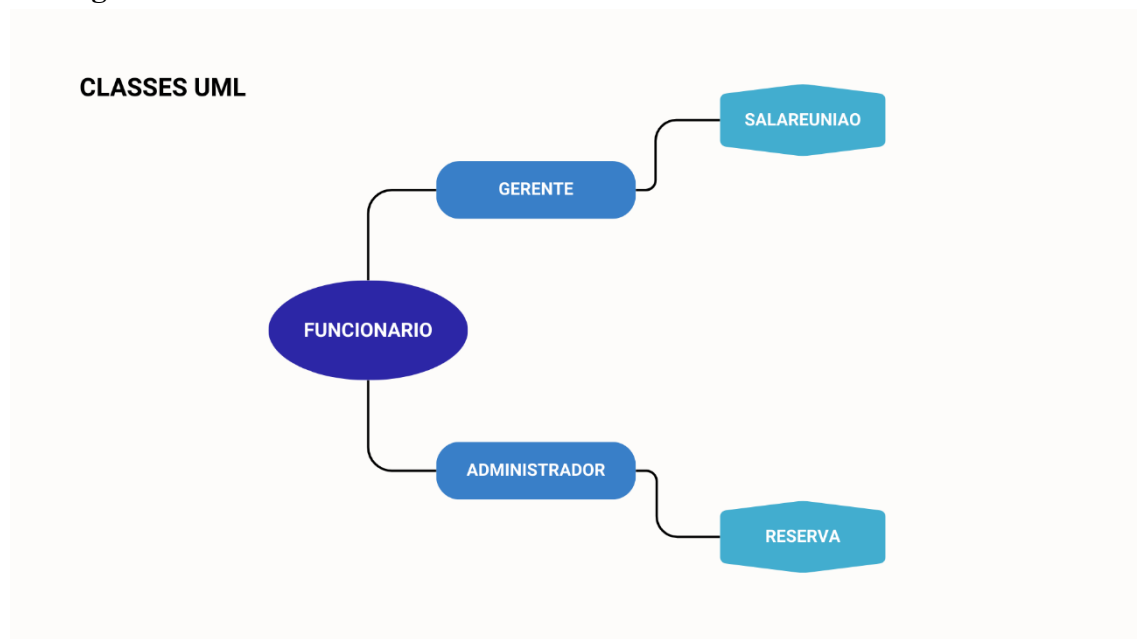 CLASSES UML
SALAREUNIAO
GERENTE
FUNCIONARIO
ADMINISTRADOR
RESERVA